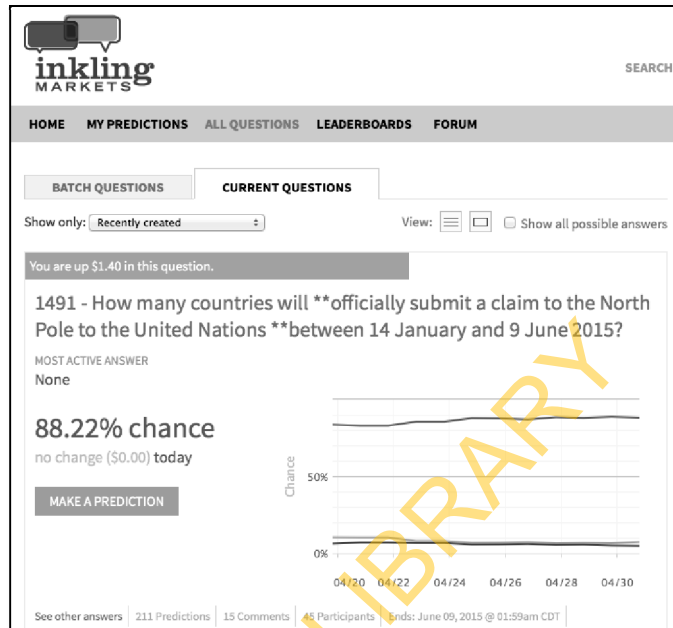 inkling
MARKETS
SEARCH
HOME MY PREDICTIONS ALL QUESTIONS LEADERBOARDS FORUM
BATCH QUESTIONS CURRENT QUESTIONS
Show only: Recently created View: Show all possible answers
You are up $1.40 in this question.
1491 - How many countries will **officially submit a claim to the North
Pole to the United Nations **between 14 January and 9 June 2015?
MOST ACTIVE ANSWER
None
88.22% chance
no change ($0.00) today
MAKE A PREDICTION
Chance
50%
0%
04/20 04/22 04/24 04/26 04/28 04/30
See other answers 211 Predictions 15 Comments 45 Participants Ends: June 09, 2015 @ 01:59am CDT
LIBRARY